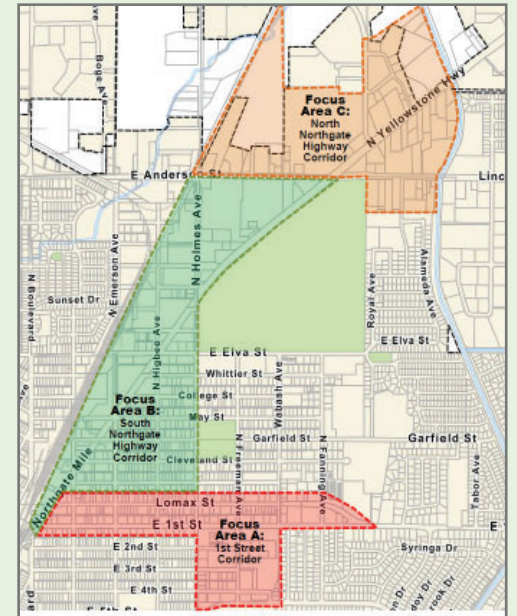 Boge Ave
Focus
Area C:
North
Northgate
Highway
Corridor
N Yellowstone Hwy
E Anderson St
Linc
N Holmes Ave
N Emerson Ave
N Boulevard
Sunset Dr
Royal Ave
Alameda Ave
E Elva St
E Elva St
Whittier St
N Higbee Ave
College St
Wabash Ave
May St
Focus
Area B:
South
Northgate
Highway
Corridor
Garfield St
Garfield St
Cleveland St
N Freeman Ave
N Fanning Ave
Tabor Ave
Northgate Mile
Lomax St
E 1st St
E
Focus
Area A:
1st Street
Corridor
E 2nd St
Syringa Dr
E 3rd St
E 4th St
E 5th St